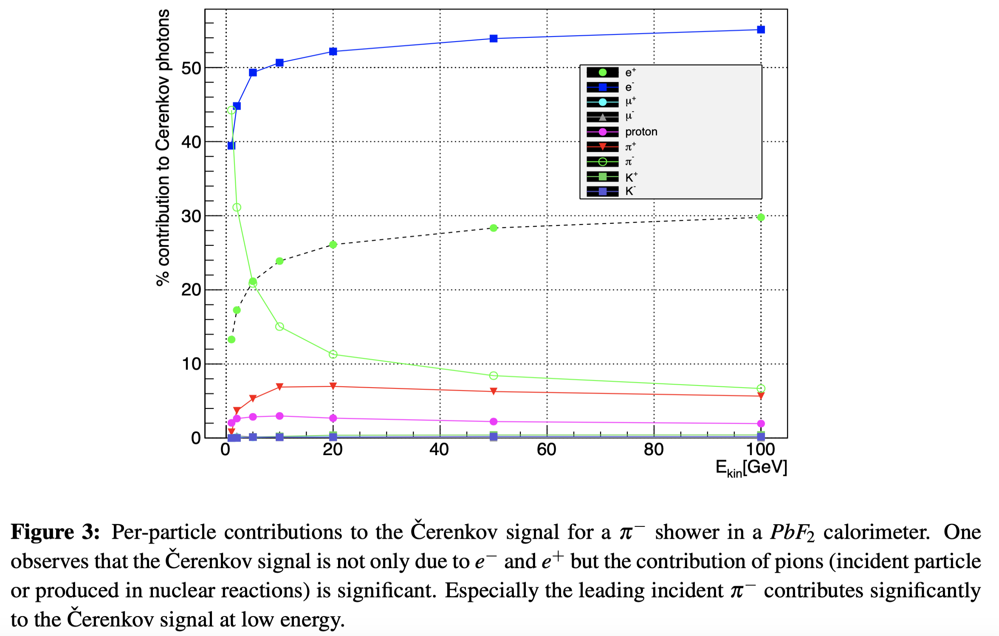 % contribution to Cerenkov photons
50
40
30
20
10
0
e⁺
e⁻
μ⁺
μ⁻
proton
π⁺
π⁻
K⁺
K⁻
0 20 40 60 80 100
E_kin[GeV]
Figure 3: Per-particle contributions to the Čerenkov signal for a π⁻ shower in a PbF₂ calorimeter. One
observes that the Čerenkov signal is not only due to e⁻ and e⁺ but the contribution of pions (incident particle
or produced in nuclear reactions) is significant. Especially the leading incident π⁻ contributes significantly
to the Čerenkov signal at low energy.